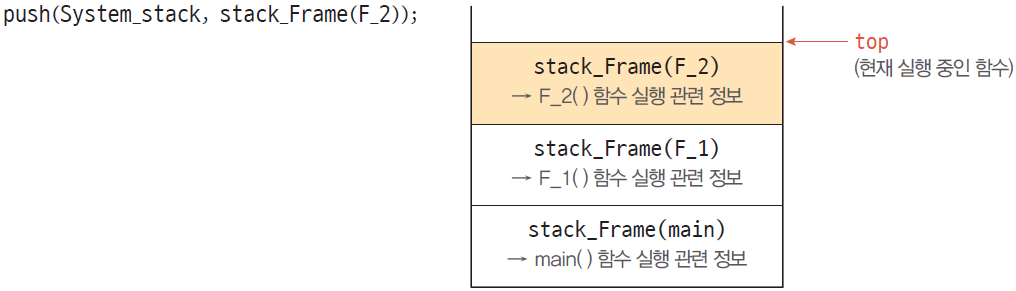 push(System_stack, stack_Frame(F_2));
top
(현재 실행 중인 함수)
stack_Frame(F_2)
→ F_2( ) 함수 실행 관련 정보
stack_Frame(F_1)
→ F_1( ) 함수 실행 관련 정보
stack_Frame(main)
→ main( ) 함수 실행 관련 정보